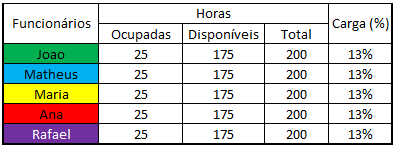 Funcionários Horas Carga (%)
Ocupadas Disponíveis Total
Joao 25 175 200 13%
Matheus 25 175 200 13%
Maria 25 175 200 13%
Ana 25 175 200 13%
Rafael 25 175 200 13%